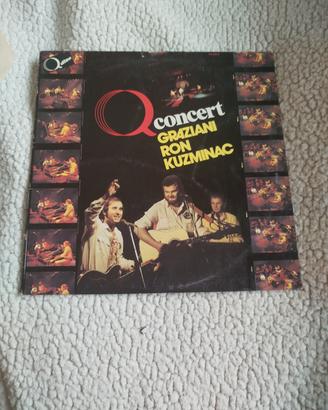 Q concert
GRAZIANI
RON
KUZMINAC